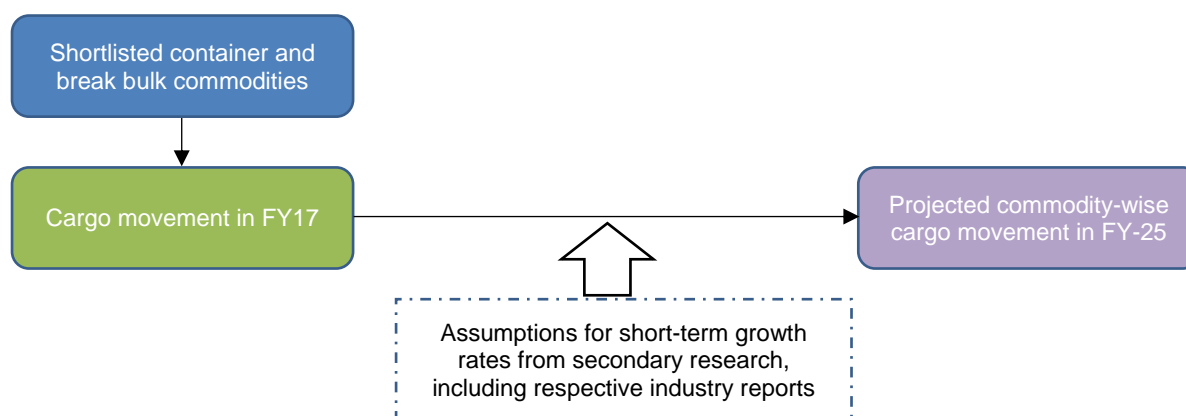 Shortlisted container and
break bulk commodities
Cargo movement in FY17
Projected commodity-wise
cargo movement in FY-25
Assumptions for short-term growth
rates from secondary research,
including respective industry reports